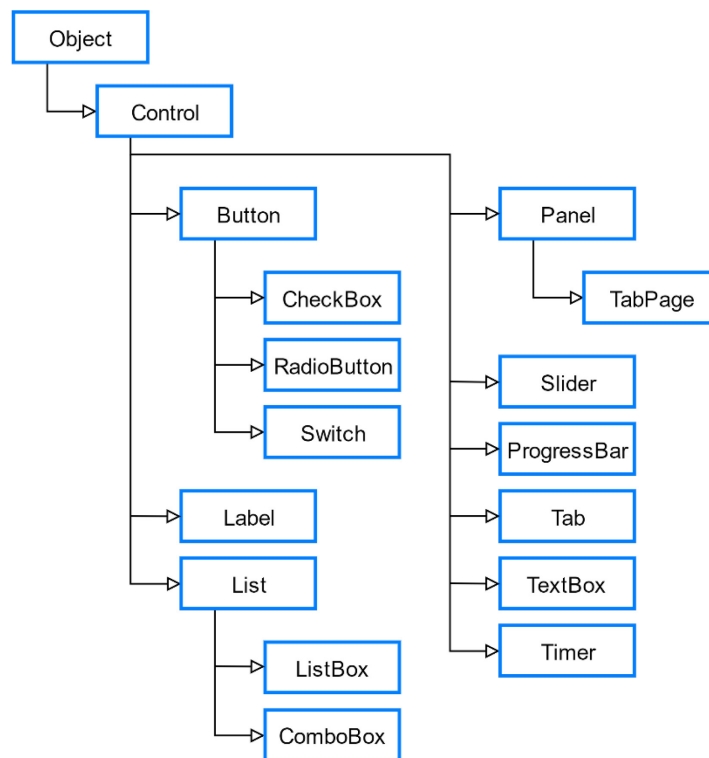 Object
Control
Button
CheckBox
RadioButton
Switch
Label
List
ListBox
ComboBox
Panel
TabPage
Slider
ProgressBar
Tab
TextBox
Timer